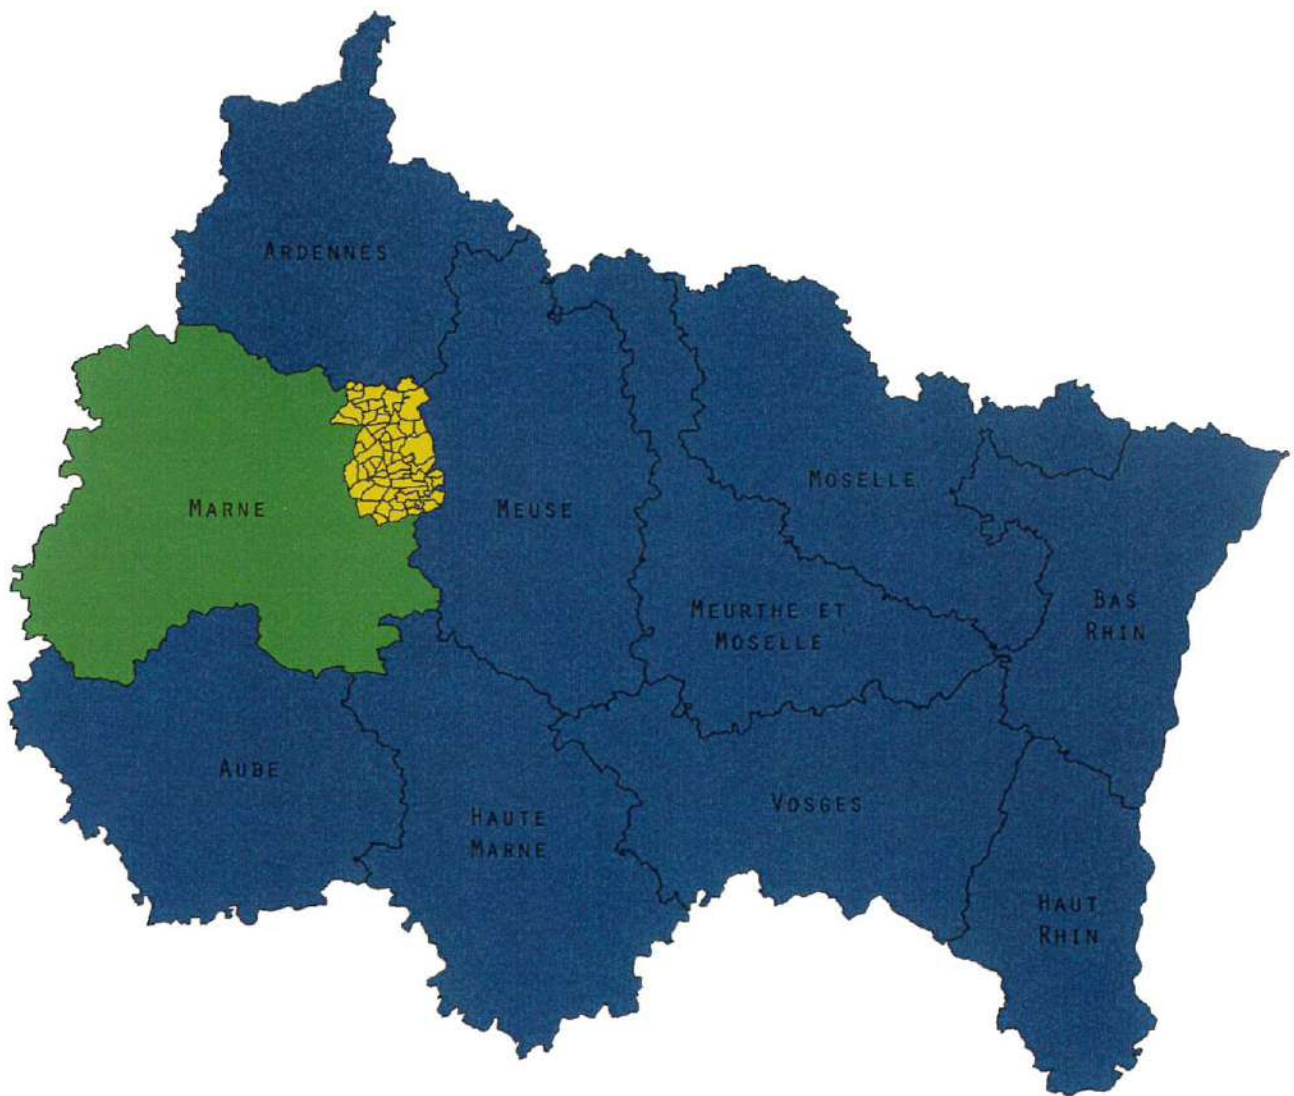 ARDENNES
MOSELLE
MARNE
MEUSE
MEURTHE ET
MOSELLE
BAS
RHIN
AUBE
HAUTE
MARNE
VOSGES
HAUT
RHIN